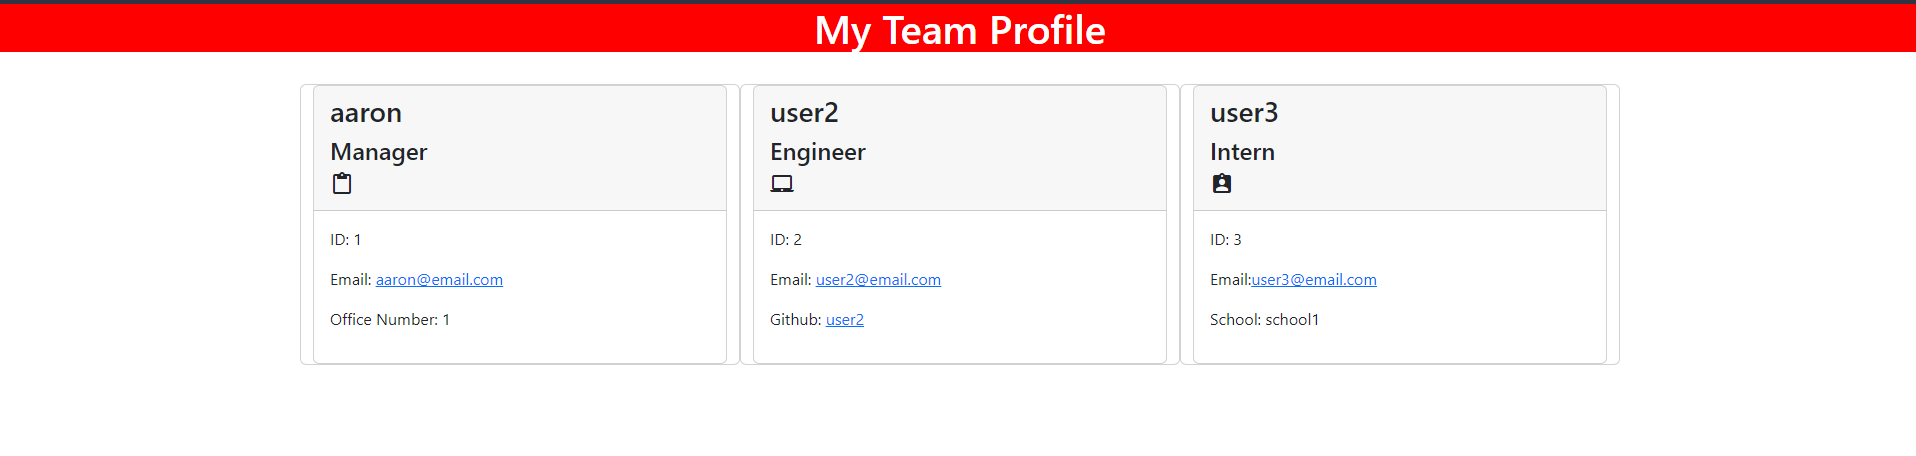 My Team Profile
aaron
Manager
ID: 1
Email: aaron@email.com
Office Number: 1
user2
Engineer
ID: 2
Email: user2@email.com
Github: user2
user3
Intern
ID: 3
Email:user3@email.com
School: school1